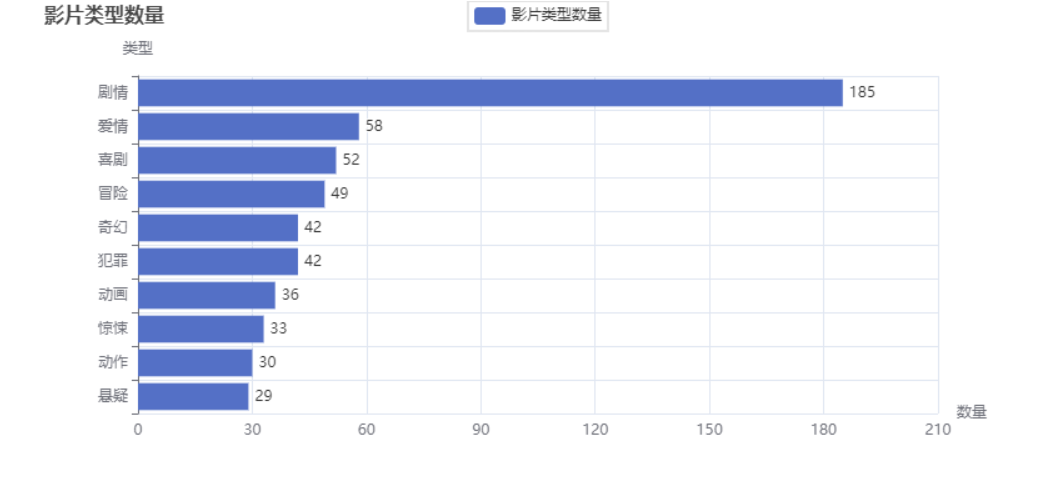 影片类型数量
影片类型数量
类型
剧情 185
爱情 58
喜剧 52
冒险 49
奇幻 42
犯罪 42
动画 36
惊悚 33
动作 30
悬疑 29
数量
0 30 60 90 120 150 180 210